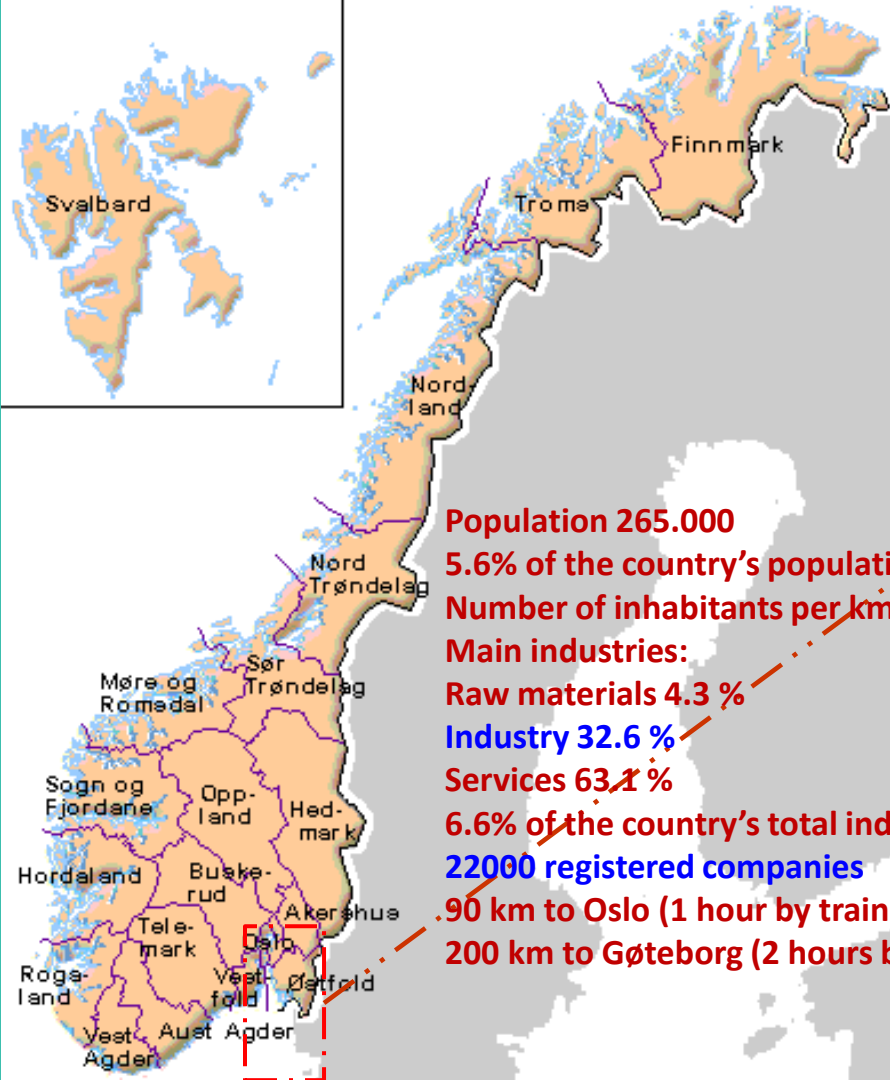 Svalbard
Finnmark
Troms
Nord-
land
Nord
Trøndelag
Sør
Trøndelag
Møre og
Romsdal
Sogn og
Fjordane
Opp-
land
Hed-
mark
Hordaland
Buske-
rud
Akershus
Tele-
mark
Oslo
Roga-
land
Vest-
fold
Østfold
Vest
Agder
Aust Agder
Population 265.000
5.6% of the country’s populati
Number of inhabitants per km
Main industries:
Raw materials 4.3 %
Industry 32.6 %
Services 63.1 %
6.6% of the country’s total ind
22000 registered companies
90 km to Oslo (1 hour by train
200 km to Gøteborg (2 hours b